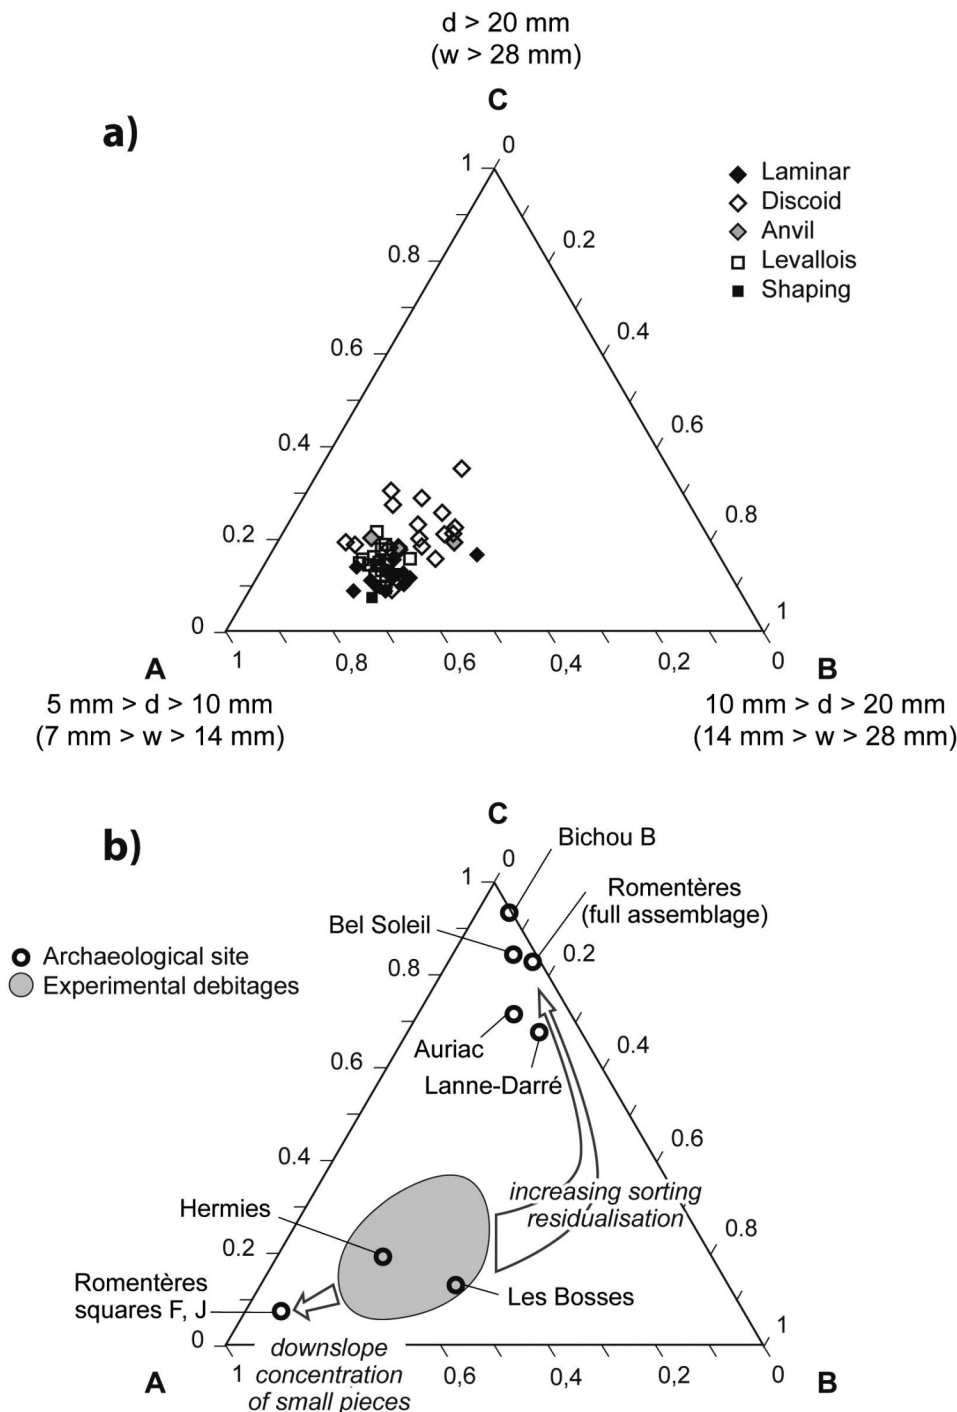 d > 20 mm
(w > 28 mm)
C
a)
0
1
Laminar
Discoid
Anvil
Levallois
Shaping
0.2
0.8
0.4
0.6
0.6
0.4
0.8
0.2
1
0
1
0,8
0,6
0,4
0,2
0
A
B
5 mm > d > 10 mm
(7 mm > w > 14 mm)
10 mm > d > 20 mm
(14 mm > w > 28 mm)
C
b)
Bichou B
0
1
Romentères
(full assemblage)
Bel Soleil
Archaeological site
Experimental debitages
0.2
0.8
Auriac
Lanne-Darré
0.4
0.6
0.6
0.4
increasing sorting
residualisation
Hermies
0.8
0.2
Romentères
squares F, J
Les Bosses
1
0
downslope
concentration
of small pieces
1
0,6
0,4
0,2
0
A
B